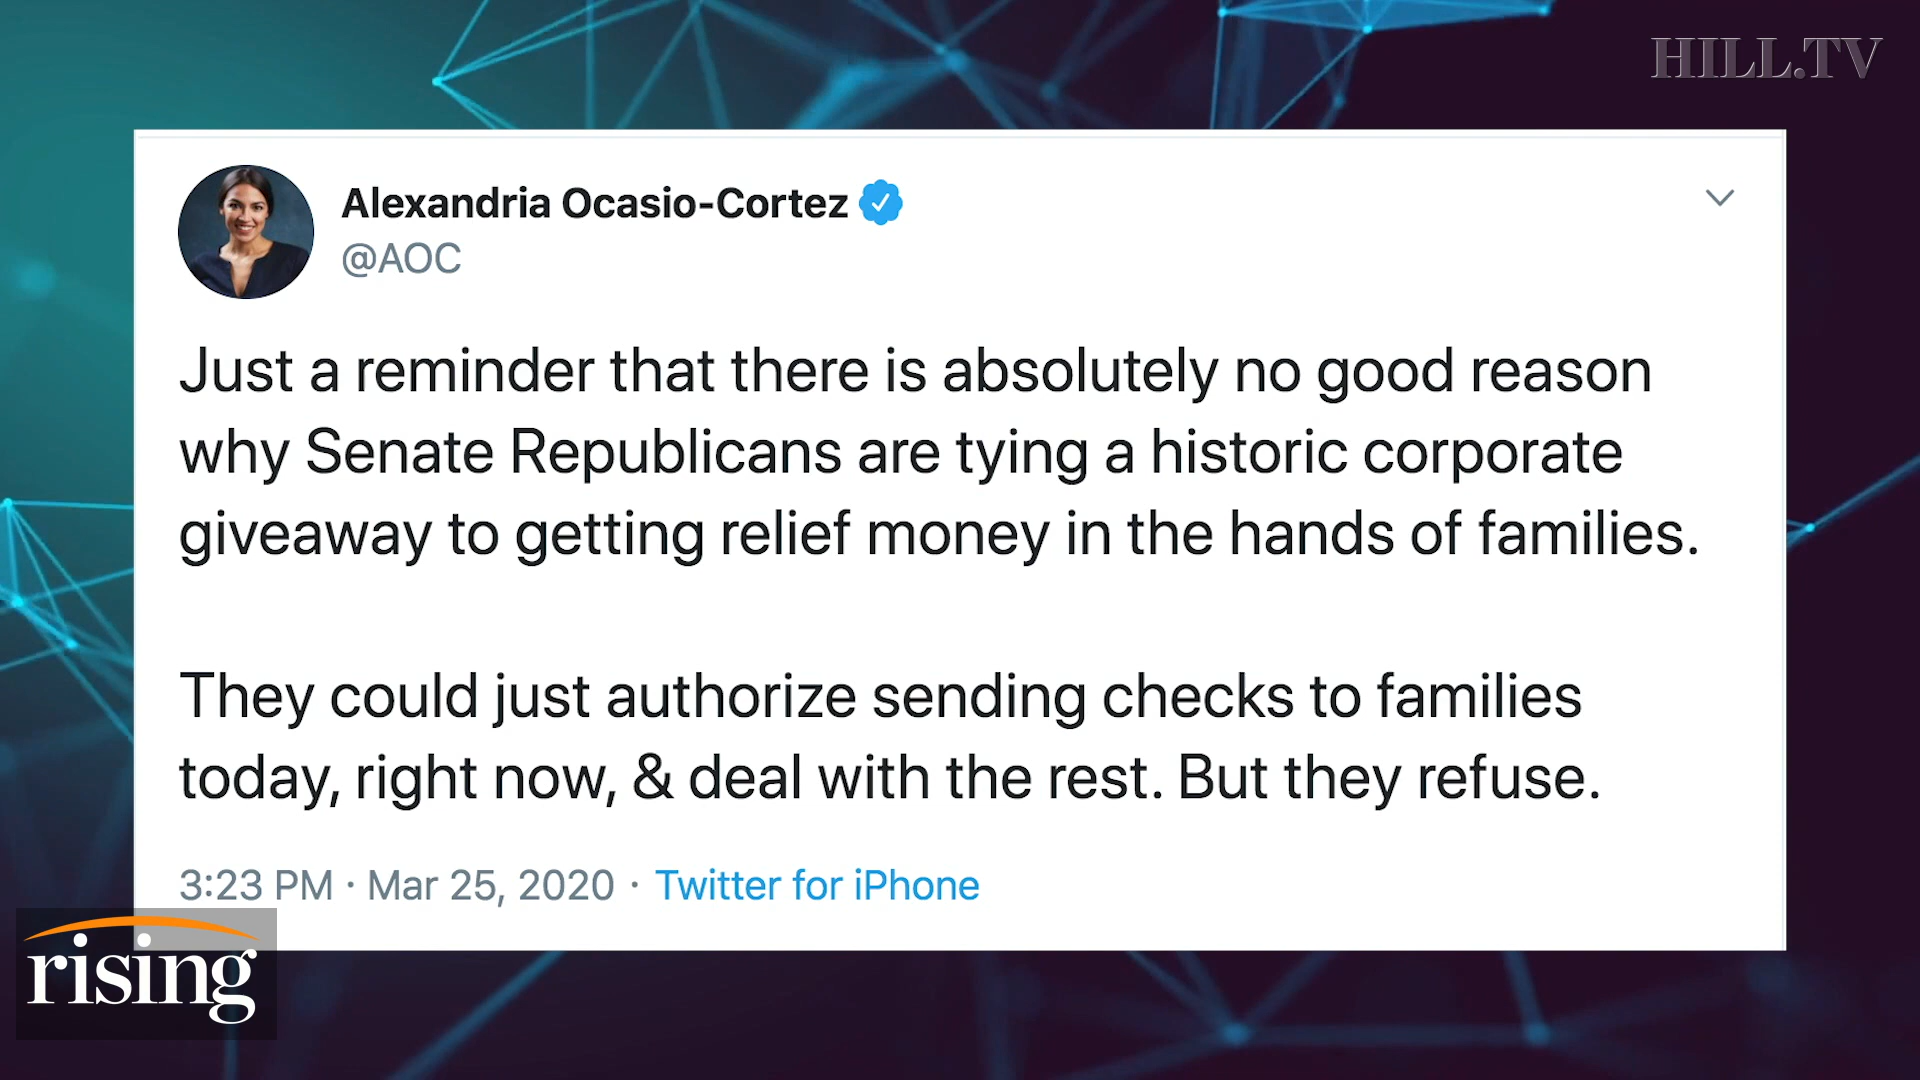 HILL.TV
Alexandria Ocasio-Cortez
@AOC
Just a reminder that there is absolutely no good reason
why Senate Republicans are tying a historic corporate
giveaway to getting relief money in the hands of families.
They could just authorize sending checks to families
today, right now, & deal with the rest. But they refuse.
3:23 PM · Mar 25, 2020 · Twitter for iPhone
rising